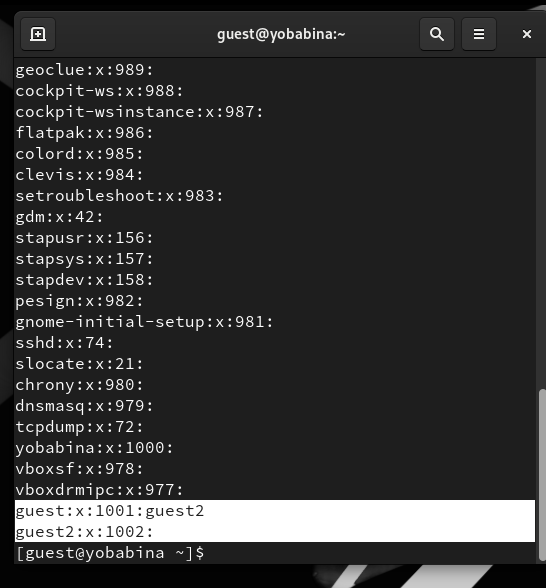 guest@yobabina:~
geoclue:x:989:
cockpit-ws:x:988:
cockpit-wsinstance:x:987:
flatpak:x:986:
colord:x:985:
clevis:x:984:
setroubleshoot:x:983:
gdm:x:42:
stapusr:x:156:
stapsys:x:157:
stapdev:x:158:
pesign:x:982:
gnome-initial-setup:x:981:
sshd:x:74:
slocate:x:21:
chrony:x:980:
dnsmasq:x:979:
tcpdump:x:72:
yobabina:x:1000:
vboxsf:x:978:
vboxdrmipc:x:977:
guest:x:1001:guest2
guest2:x:1002:
[guest@yobabina ~]$